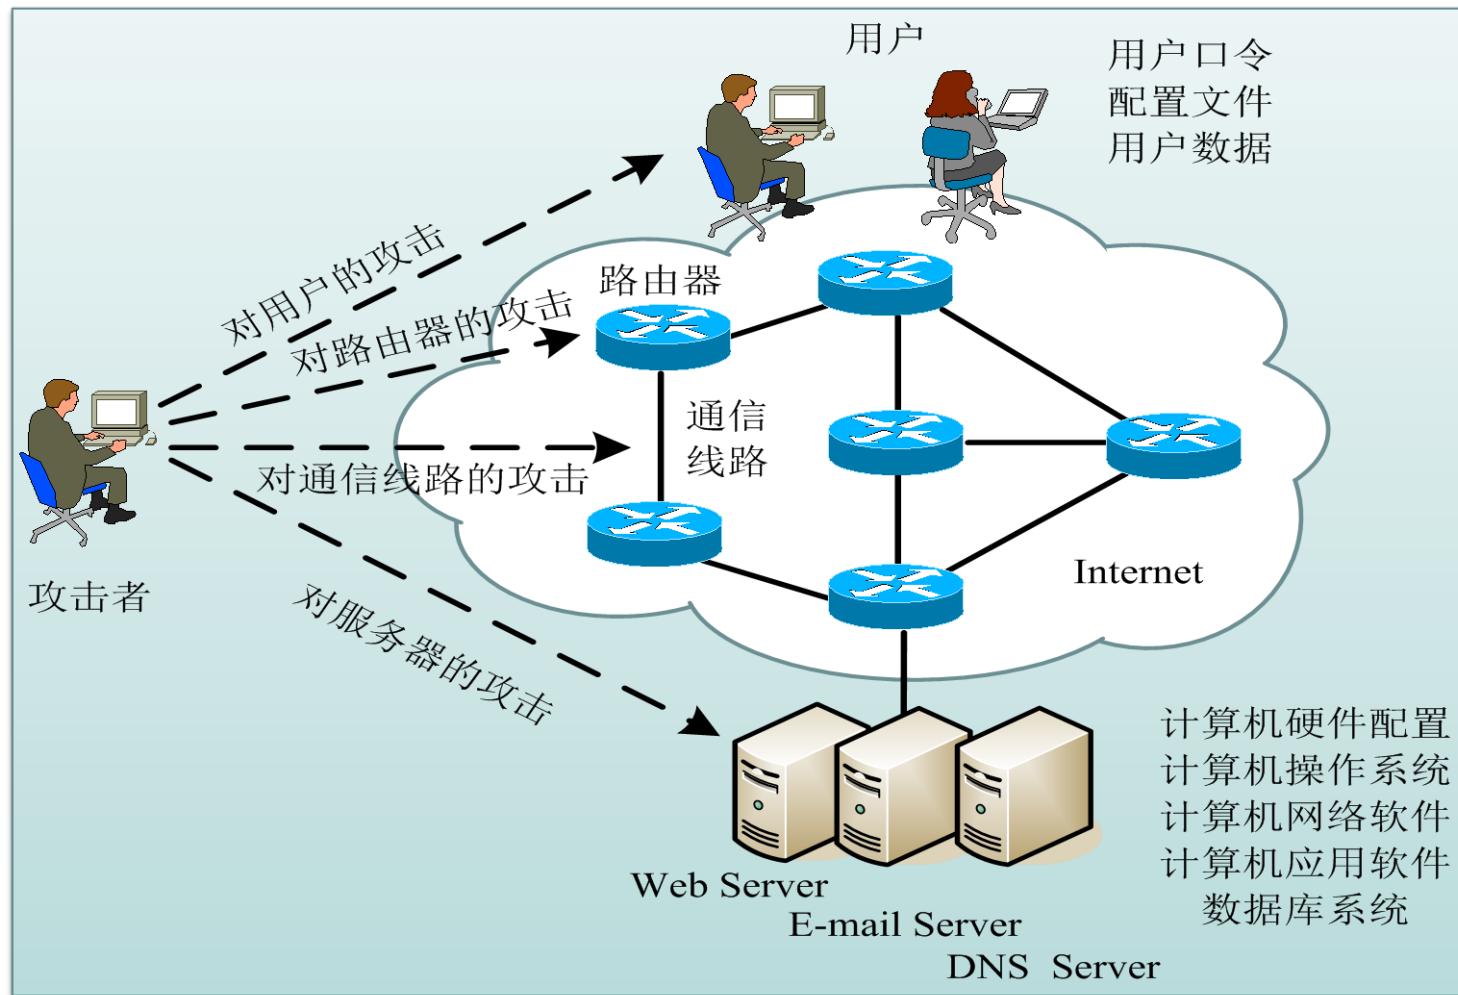 用户
用户口令
配置文件
用户数据
对用户的攻击
路由器
对路由器的攻击
通信
线路
对通信线路的攻击
Internet
攻击者
对服务器的攻击
计算机硬件配置
计算机操作系统
计算机网络软件
计算机应用软件
数据库系统
Web Server
E-mail Server
DNS Server